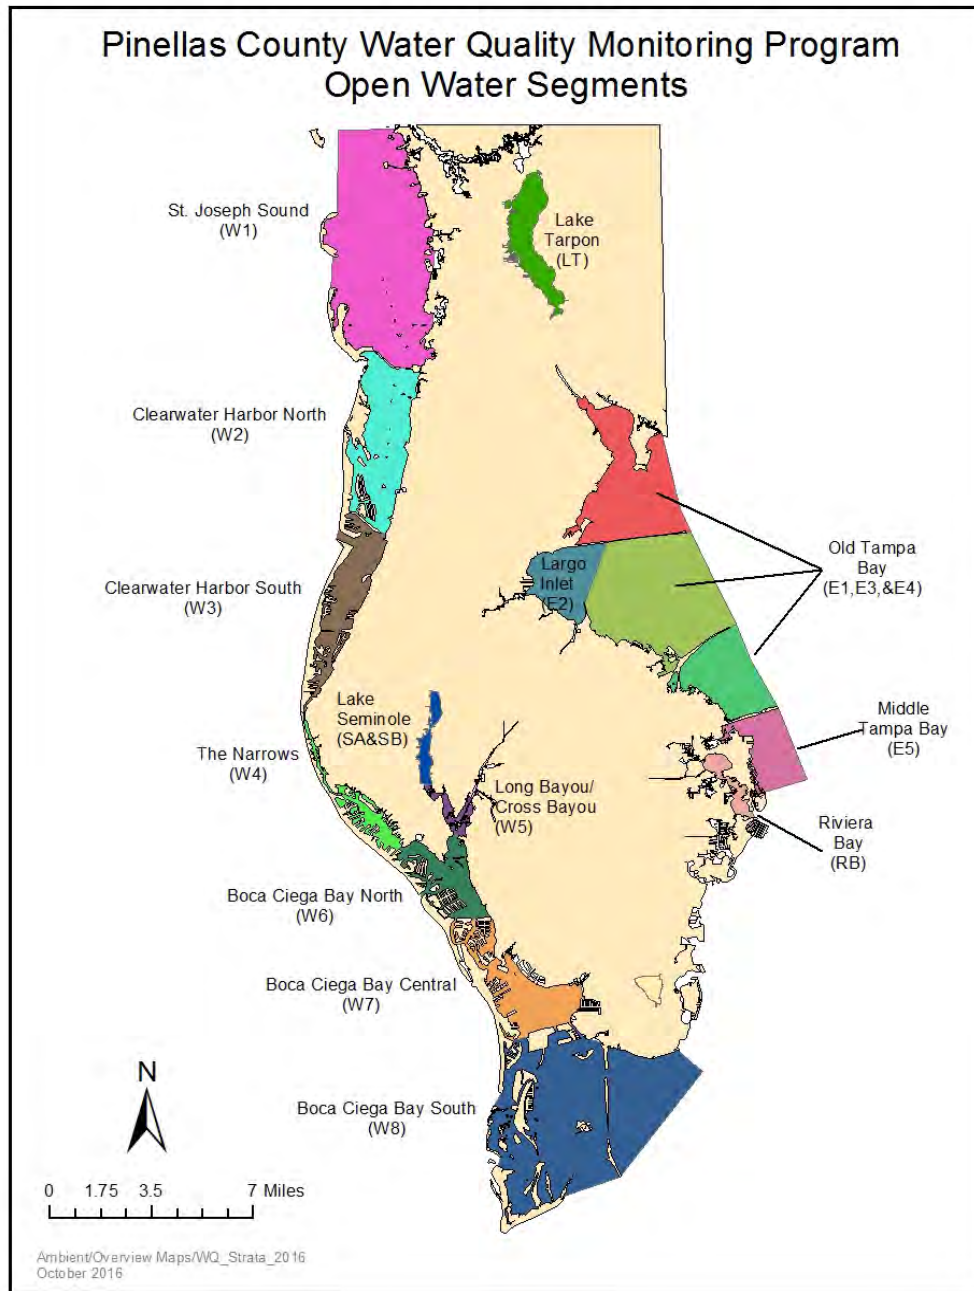 Pinellas County Water Quality Monitoring Program
Open Water Segments
St. Joseph Sound
(W1)
Lake
Tarpon
(LT)
Clearwater Harbor North
(W2)
Old Tampa
Bay
(E1,E3,&E4)
Largo
Inlet
(E2)
Clearwater Harbor South
(W3)
Lake
Seminole
(SA&SB)
Middle
Tampa Bay
(E5)
The Narrows
(W4)
Long Bayou/
Cross Bayou
(W5)
Riviera
Bay
(RB)
Boca Ciega Bay North
(W6)
Boca Ciega Bay Central
(W7)
Boca Ciega Bay South
(W8)
N
0 1.75 3.5 7 Miles
Ambient/Overview Maps/WQ_Strata_2016
October 2016